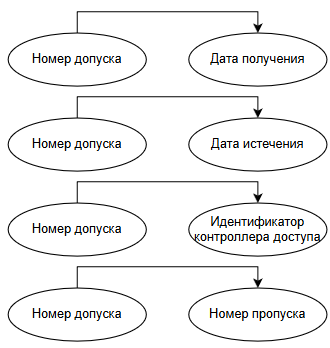 Номер допуска Дата получения
Номер допуска Дата истечения
Номер допуска Идентификатор
контроллера доступа
Номер допуска Номер пропуска